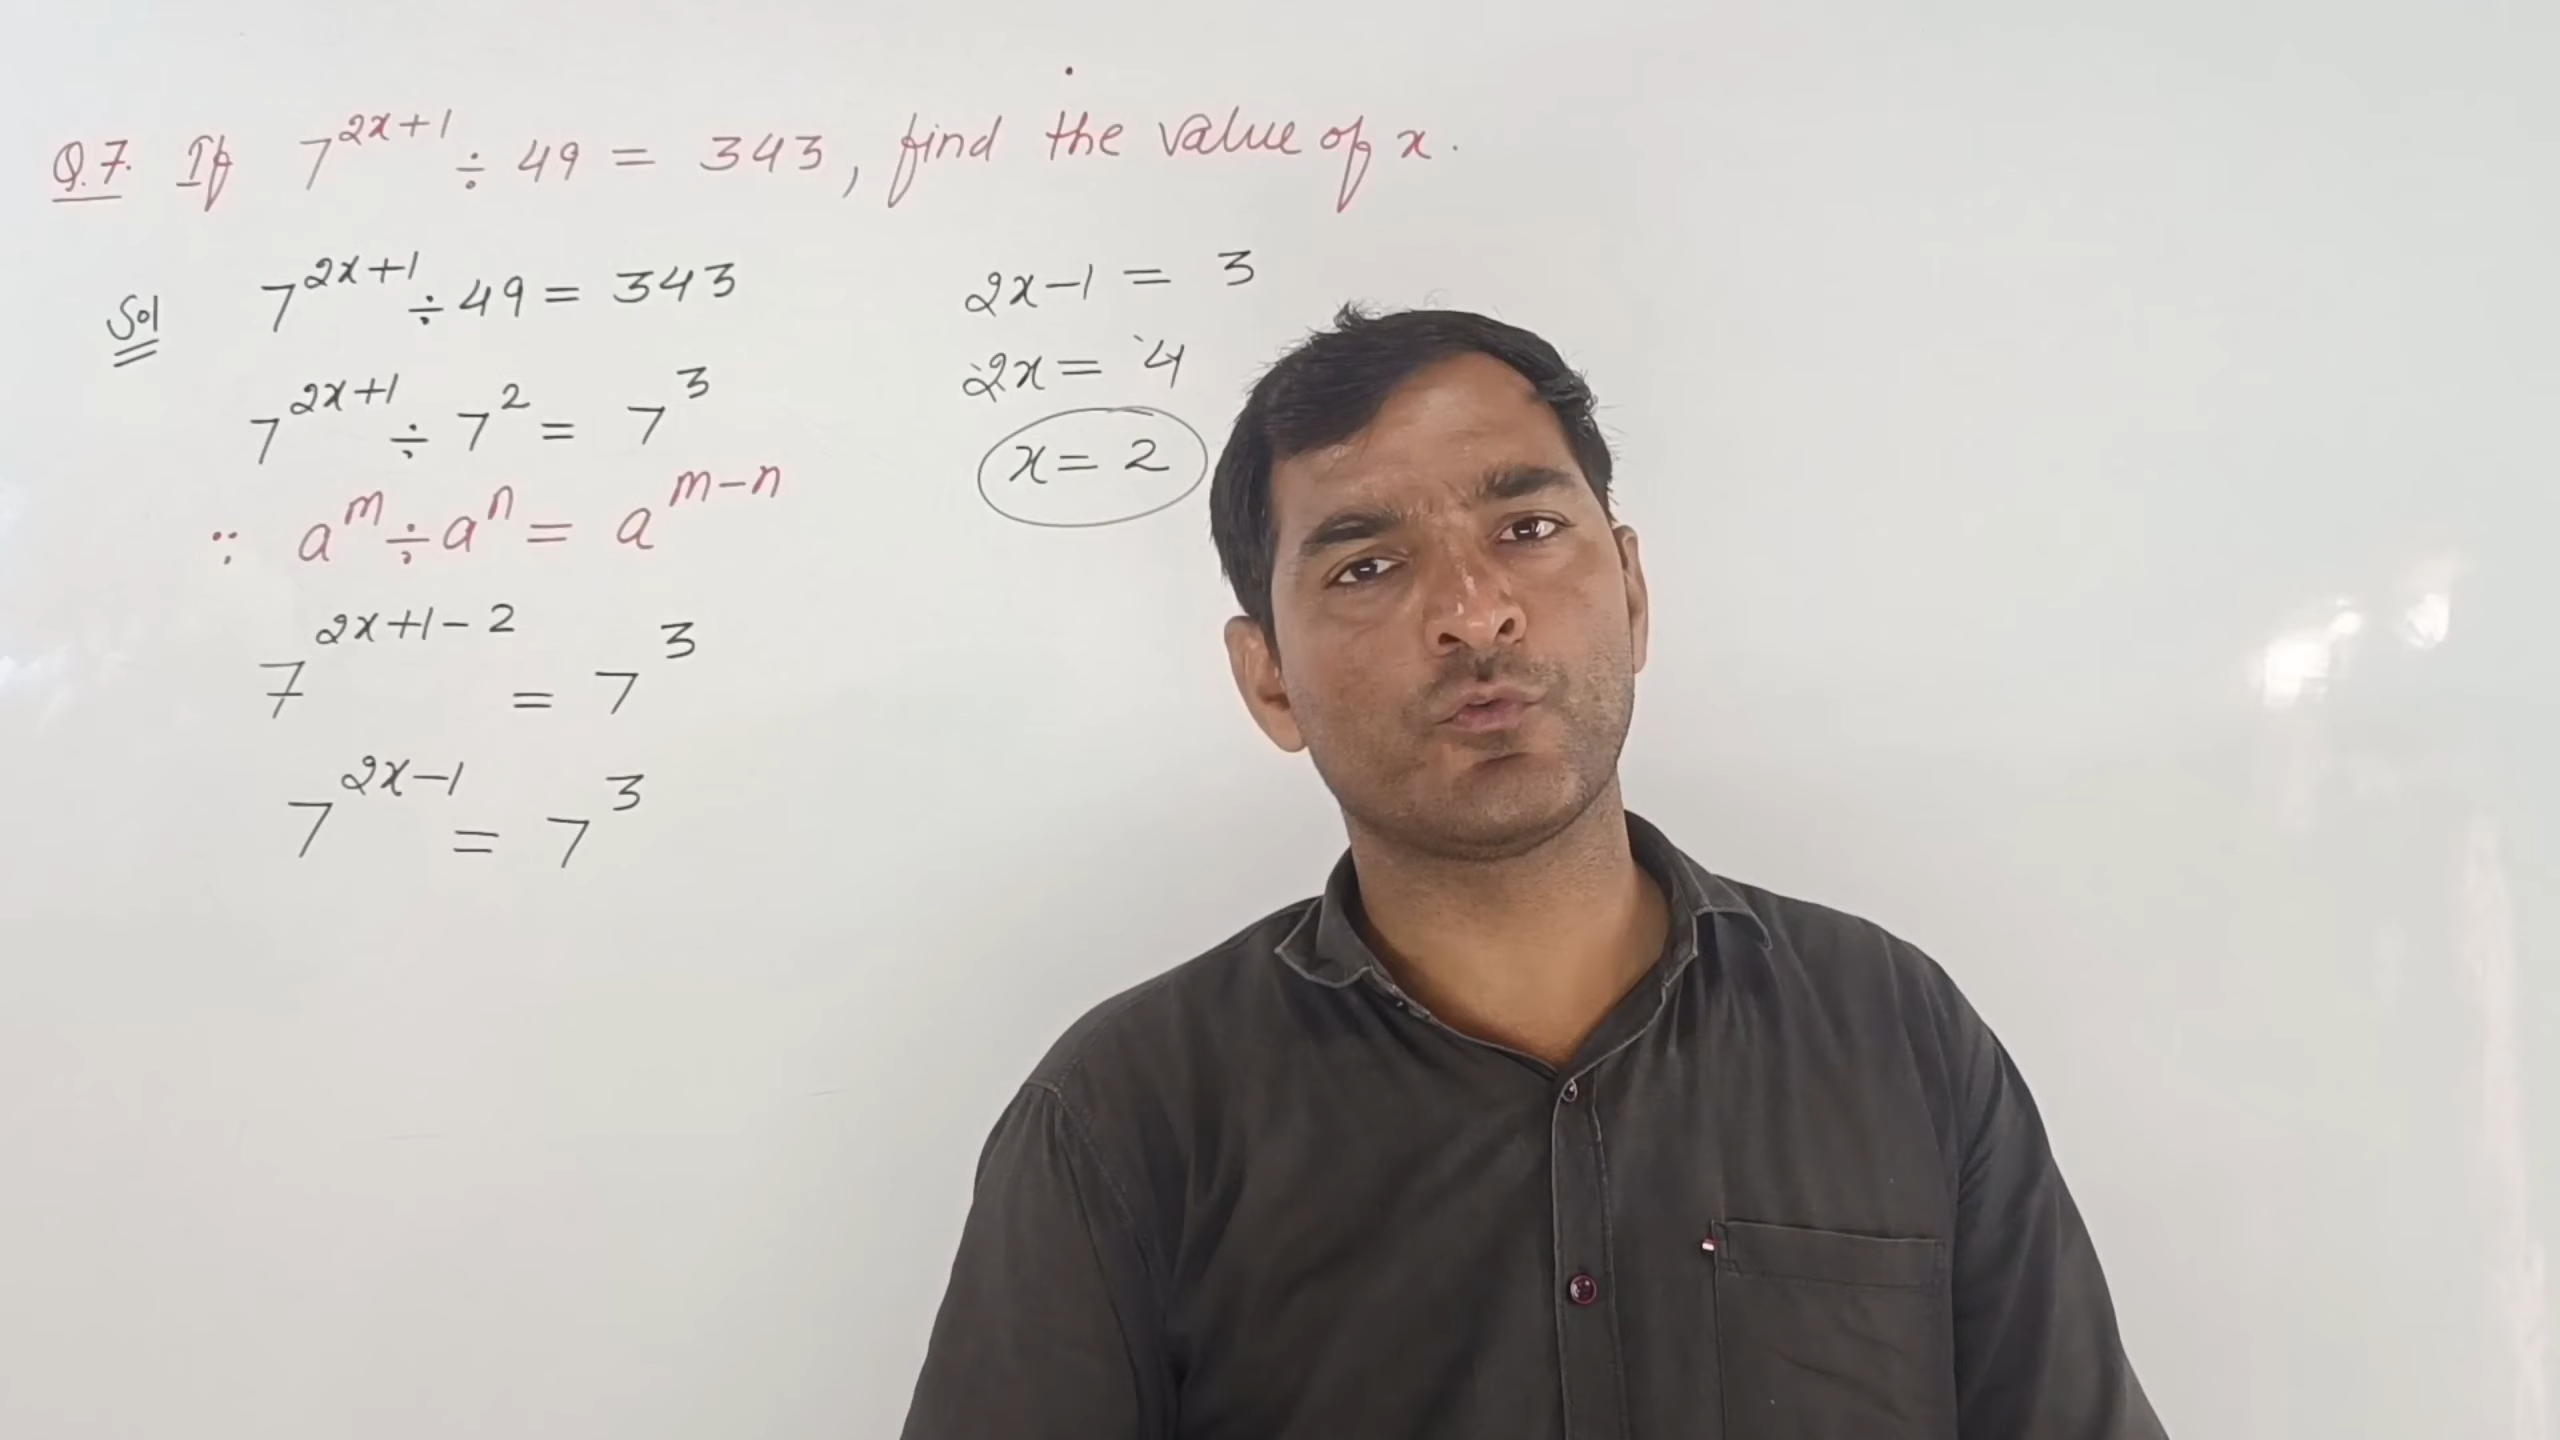 Q.7. If 7^{2x+1} ÷ 49 = 343, find the value of x.
Sol 7^{2x+1} ÷ 49 = 343
7^{2x+1} ÷ 7^2 = 7^3
∵ a^m ÷ a^n = a^{m-n}
7^{2x+1-2} = 7^3
7^{2x-1} = 7^3
2x-1 = 3
2x = 4
x = 2